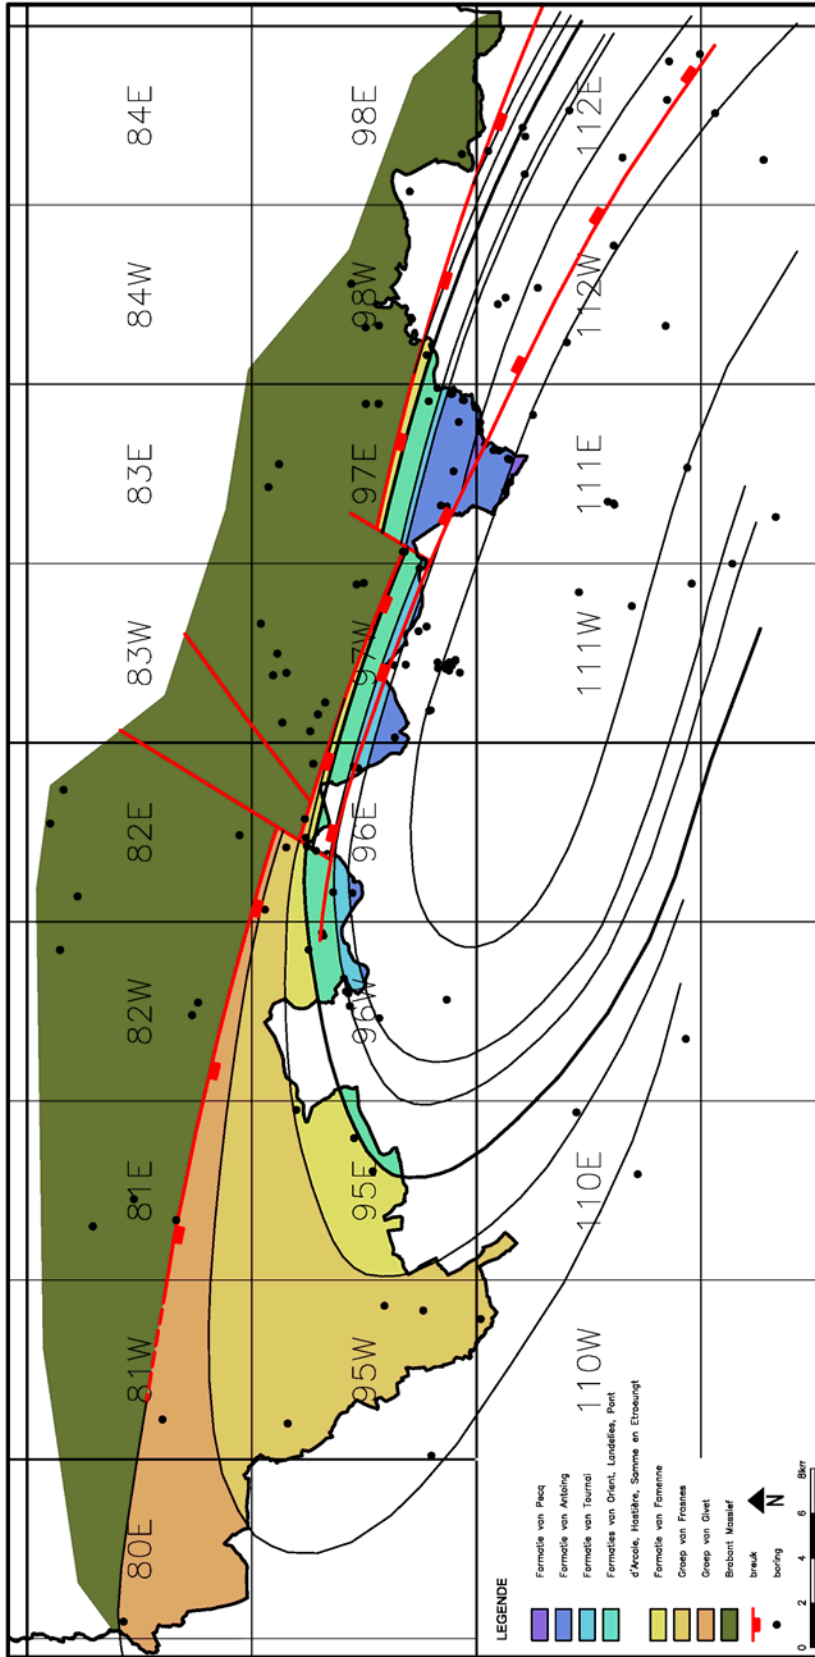 80E
81W
81E
82W
82E
83W
83E
84W
84E
95W
95E
96W
96E
97W
97E
98W
98E
110W
110E
111W
111E
112W
112E
LEGENDE
Formatie van Pecq
Formatie van Antoing
Formatie van Tournai
Formaties van Orient, Landelies, Pont
d'Arcole, Hastière, Samme en Etroeungt
Formatie van Famenne
Groep van Frasnes
Groep van Givet
Brabant Massief
breuk
boring
N
0 2 4 6 8km